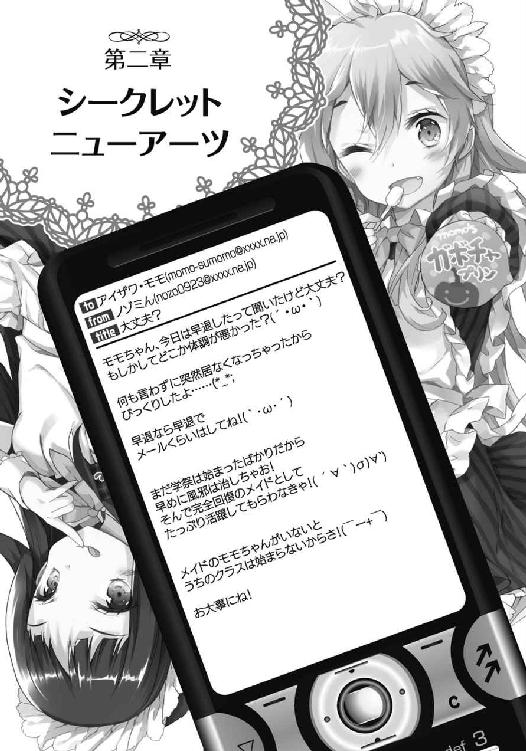 第二章
シークレット
ニューアーツ
カボチャ
プリン
to アイザワ・モモ(momo-sumomo@xxxx.na.jp)
from ノゾみん(nozo0923@xxxx.na.jp)
title 大丈夫?
モモちゃん、今日は早退したって聞いたけど大丈夫?
もしかしてどこか体調が悪かった?(´・ω・`)
何も言わずに突然居なくなっちゃったから
びっくりしたよ……(*_*;
早退なら早退で
メールくらいはしてね!(｀・ω・´)
まだ学祭は始まったばかりだから
早めに風邪は治しちゃお!
そんで完全回復のメイドとして
たっぷり活躍してもらわなきゃ!(´∀`)σ)∀`)
メイドのモモちゃんがいないと
うちのクラスは始まらないからさ!(￣ー+￣)
お大事にね!
C
def 3